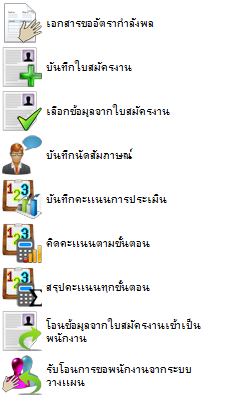 เอกสารขออัตรากำลังพล
บันทึกใบสมัครงาน
เลือกข้อมูลจากใบสมัครงาน
บันทึกนัดสัมภาษณ์
123
บันทึกคะแนนการประเมิน
123
คิดคะแนนตามขั้นตอน
123
สรุปคะแนนทุกขั้นตอน
โอนข้อมูลจากใบสมัครงานเข้าเป็น
พนักงาน
รับโอนการขอพนักงานจากระบบ
วางแผน